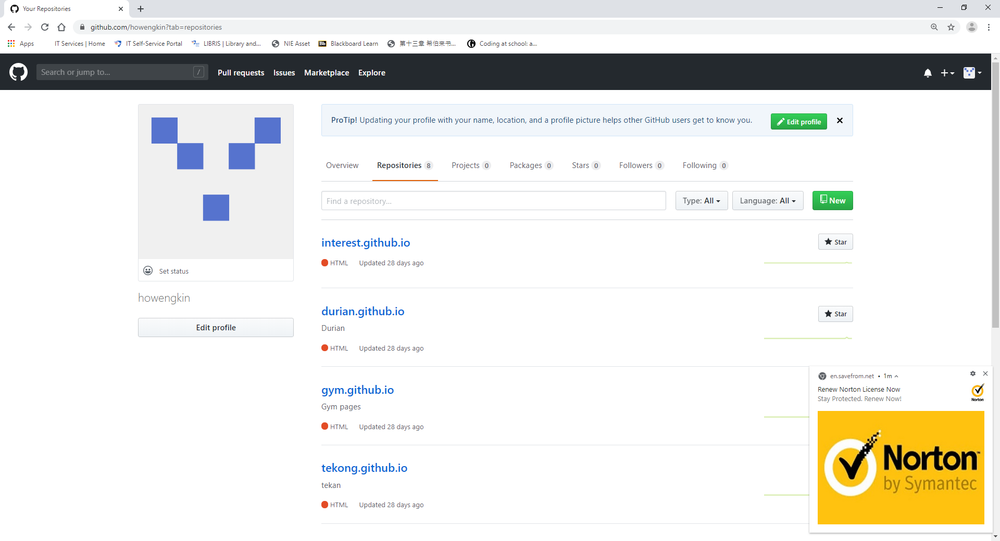 Your Repositories
github.com/howengkin?tab=repositories
Apps IT Services | Home IT Self-Service Portal LIBRIS | Library and... NIE Asset Bb Blackboard Learn 第十三章 希伯来书... Coding at school: a...
Search or jump to... / Pull requests Issues Marketplace Explore
ProTip! Updating your profile with your name, location, and a profile picture helps other GitHub users get to know you. Edit profile
Overview Repositories 8 Projects 0 Packages 0 Stars 0 Followers 0 Following 0
Find a repository... Type: All Language: All New
interest.github.io Star
HTML Updated 28 days ago
Set status
howengkin
Edit profile
durian.github.io Star
Durian
HTML Updated 28 days ago
gym.github.io
Gym pages
HTML Updated 28 days ago
tekong.github.io
tekan
HTML Updated 28 days ago
en.savefrom.net • 1m
Renew Norton License Now
Stay Protected. Renew Now!
Norton
Norton™
by Symantec